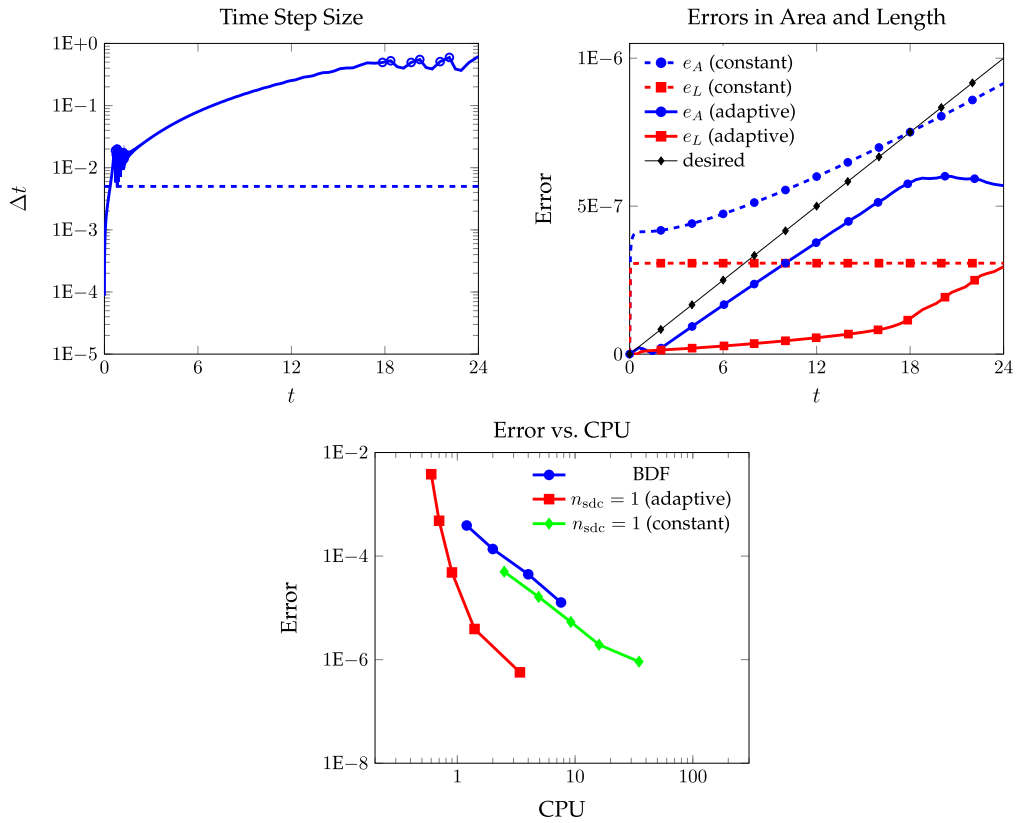 Time Step Size
1E+0
1E−1
1E−2
1E−3
1E−4
1E−5
Δt
0 6 12 18 24
t
Errors in Area and Length
1E−6
5E−7
0
Error
e_A (constant)
e_L (constant)
e_A (adaptive)
e_L (adaptive)
desired
0 6 12 18 24
t
Error vs. CPU
1E−2
1E−4
1E−6
1E−8
Error
BDF
n_sdc = 1 (adaptive)
n_sdc = 1 (constant)
1 10 100
CPU